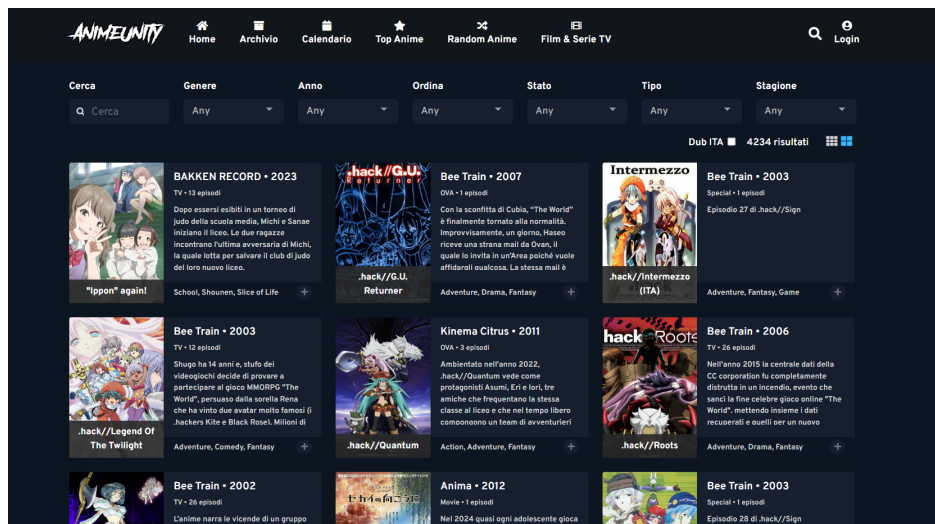 ANIMEUNITY
Home
Archivio
Calendario
Top Anime
Random Anime
Film & Serie TV
Login
Cerca
Genere
Anno
Ordina
Stato
Tipo
Stagione
Cerca
Any
Any
Any
Any
Any
Any
Dub ITA
4234 risultati
BAKKEN RECORD • 2023
TV • 13 episodi
Dopo essersi esibiti in un torneo di
judo della scuola media, Michi e Sanae
iniziano il liceo. Le due ragazze
incontrano l'ultima avversaria di Michi,
la quale lotta per salvare il club di judo
del loro nuovo liceo.
"Ippon" again!
School, Shounen, Slice of Life
.hack//G.U.
Returner
Bee Train • 2007
OVA • 1 episodi
Con la sconfitta di Cubia, "The World"
è finalmente tornato alla normalità.
Improvvisamente, un giorno, Haseo
riceve una strana mail da Ovan, il
quale lo invita in un'Area poiché vuole
affidargli qualcosa. La stessa mail è
.hack//G.U.
Returner
Adventure, Drama, Fantasy
Intermezzo
Bee Train • 2003
Special • 1 episodi
Episodio 27 di .hack//Sign
.hack//Intermezzo
(ITA)
Adventure, Fantasy, Game
Bee Train • 2003
TV • 12 episodi
Shugo ha 14 anni e, stufo dei
videogiochi decide di provare a
partecipare al gioco MMORPG "The
World", persuaso dalla sorella Rena
che ha vinto due avatar molto famosi (i
.hackers Kite e Black Rose). Milioni di
.hack//Legend Of
The Twilight
Adventure, Comedy, Fantasy
Kinema Citrus • 2011
OVA • 3 episodi
Ambientato nell'anno 2022,
.hack//Quantum vede come
protagonisti Asumi, Eri e Iori, tre
amiche che frequentano la stessa
classe al liceo e che nel tempo libero
compongono un team di avventurieri
.hack//Quantum
Action, Adventure, Fantasy
hack Roots
Bee Train • 2006
TV • 26 episodi
Nell'anno 2015 la centrale dati della
CC corporation fu completamente
distrutta in un incendio, evento che
sancì la fine celebre gioco online "The
World". mettendo insieme i dati
recuperati e quelli per un nuovo
.hack//Roots
Adventure, Drama, Fantasy
Bee Train • 2002
TV • 26 episodi
L'anime narra le vicende di un gruppo
セカイの向こうに
Anima • 2012
Movie • 1 episodi
Nel 2024 quasi ogni adolescente gioca
Bee Train • 2003
Special • 1 episodi
Episodio 28 di .hack//Sign